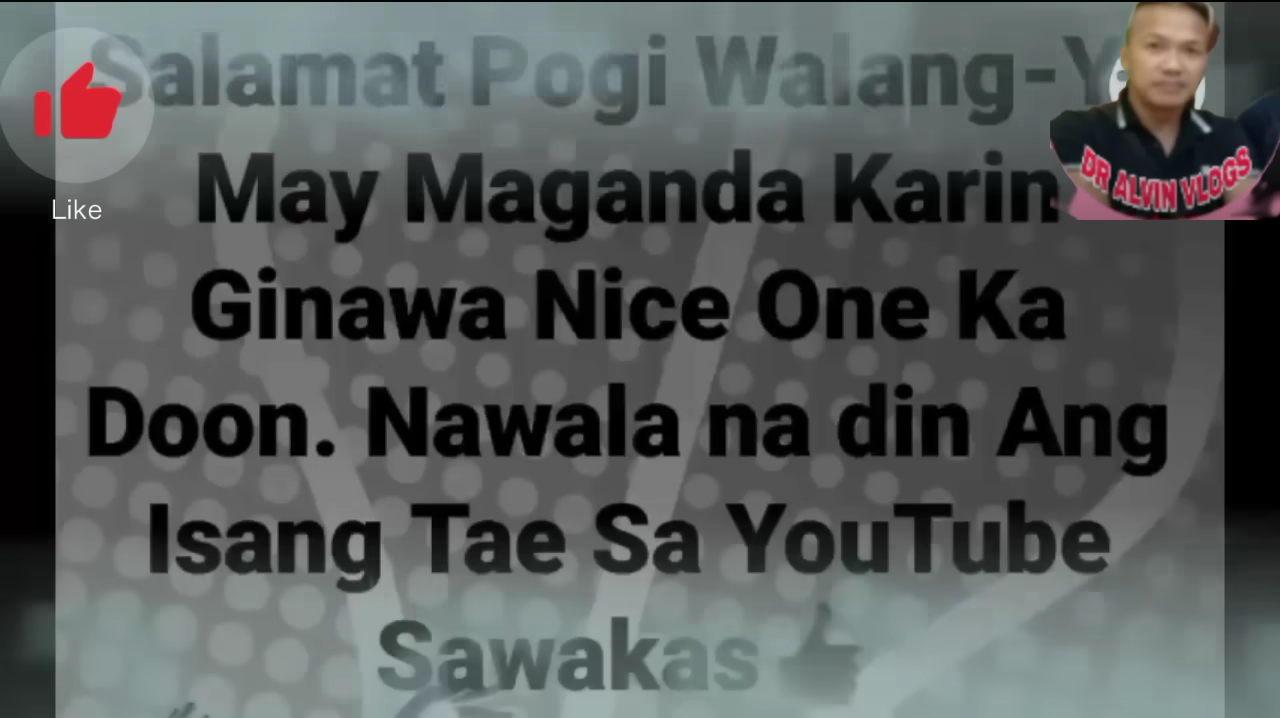 Salamat Pogi Walang-
May Maganda Karin
Ginawa Nice One Ka
Doon. Nawala na din Ang
Isang Tae Sa YouTube
Sawakas
Like
DR ALVIN VLOGS